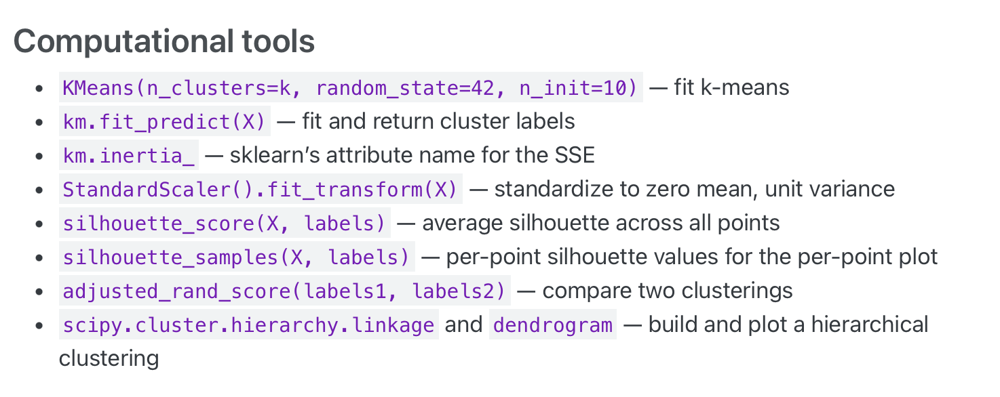 Computational tools
• KMeans(n_clusters=k, random_state=42, n_init=10) — fit k-means
• km.fit_predict(X) — fit and return cluster labels
• km.inertia_ — sklearn’s attribute name for the SSE
• StandardScaler().fit_transform(X) — standardize to zero mean, unit variance
• silhouette_score(X, labels) — average silhouette across all points
• silhouette_samples(X, labels) — per-point silhouette values for the per-point plot
• adjusted_rand_score(labels1, labels2) — compare two clusterings
• scipy.cluster.hierarchy.linkage and dendrogram — build and plot a hierarchical
clustering